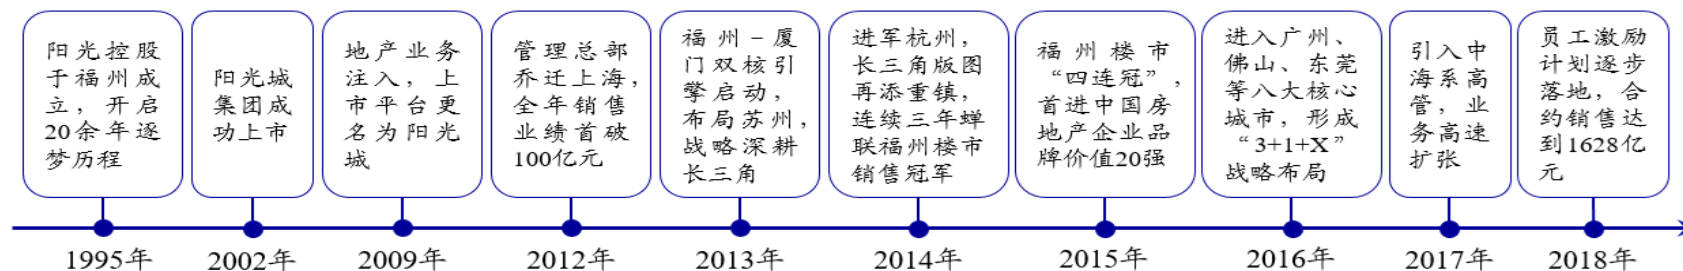 阳光控股
于福州成
立，开启
20余年逐
梦历程
阳光城
集团成
功上市
地产业务
注入，上
市平台更
名为阳光
城
管理总部
乔迁上海，
全年销售
业绩首破
100亿元
福州－厦
门双核引
擎启动，
布局苏州，
战略深耕
长三角
进军杭州，
长三角版图
再添重镇，
连续三年蝉
联福州楼市
销售冠军
福州楼市
“四连冠”，
首进中国房
地产企业品
牌价值20强
进入广州、
佛山、东莞
等八大核心
城市，形成
“3+1+X”
战略布局
引入中
海系高
管，业
务高速
扩张
员工激励
计划逐步
落地，合
约销售达
到1628亿
元
1995年
2002年
2009年
2012年
2013年
2014年
2015年
2016年
2017年
2018年